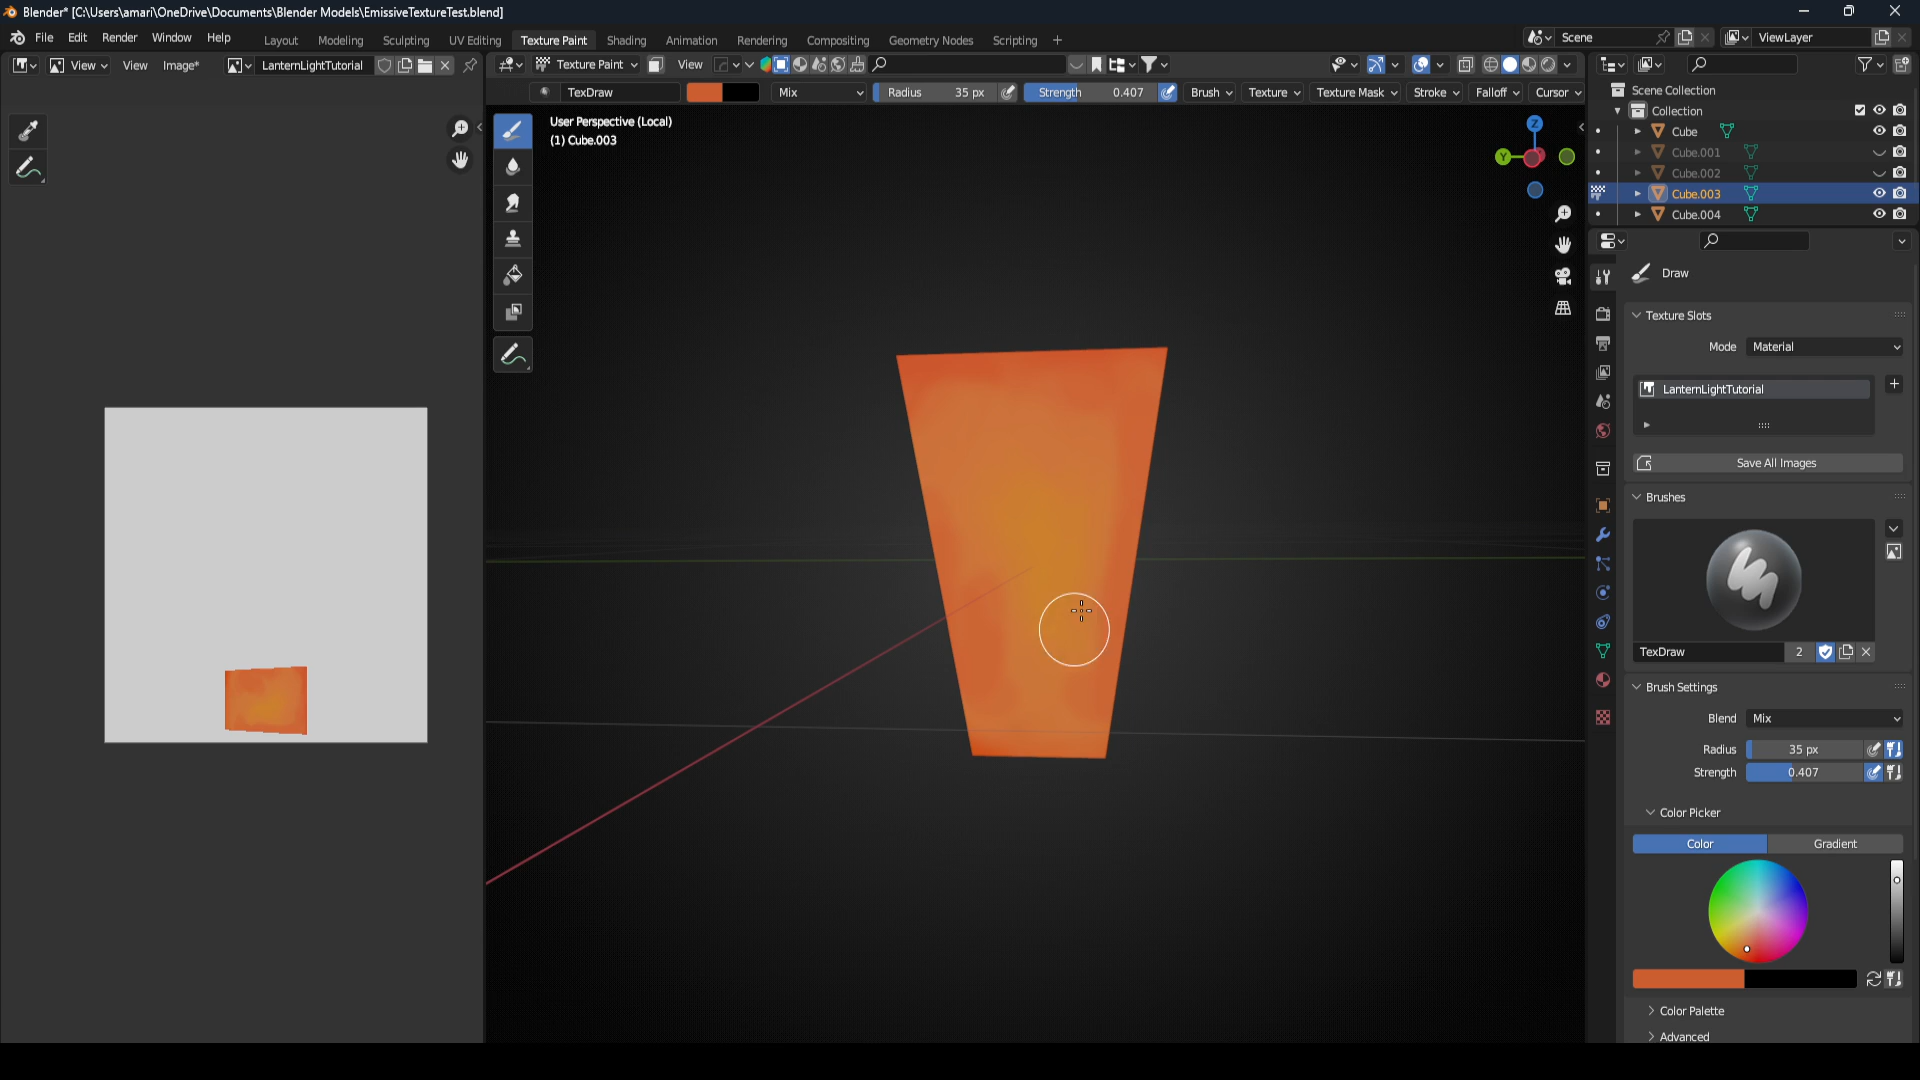 Blender* [C:\Users\amari\OneDrive\Documents\Blender Models\EmissiveTextureTest.blend]
File Edit Render Window Help Layout Modeling Sculpting UV Editing Texture Paint Shading Animation Rendering Compositing Geometry Nodes Scripting + Scene ViewLayer
View View Image* LanternLightTutorial Texture Paint View
TexDraw Mix Radius 35 px Strength 0.407 Brush Texture Texture Mask Stroke Falloff Cursor
User Perspective (Local)
(1) Cube.003
Z
Y
Scene Collection
Collection
Cube
Cube.001
Cube.002
Cube.003
Cube.004
Draw
Texture Slots
Mode Material
LanternLightTutorial
Save All Images
Brushes
TexDraw 2
Brush Settings
Blend Mix
Radius 35 px
Strength 0.407
Color Picker
Color Gradient
Color Palette
Advanced